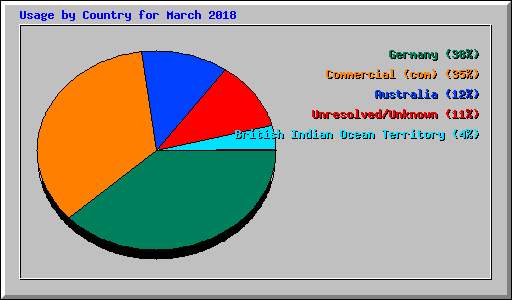 Usage by Country for March 2018
Germany (38%)
Commercial (com) (35%)
Australia (12%)
Unresolved/Unknown (11%)
British Indian Ocean Territory (4%)